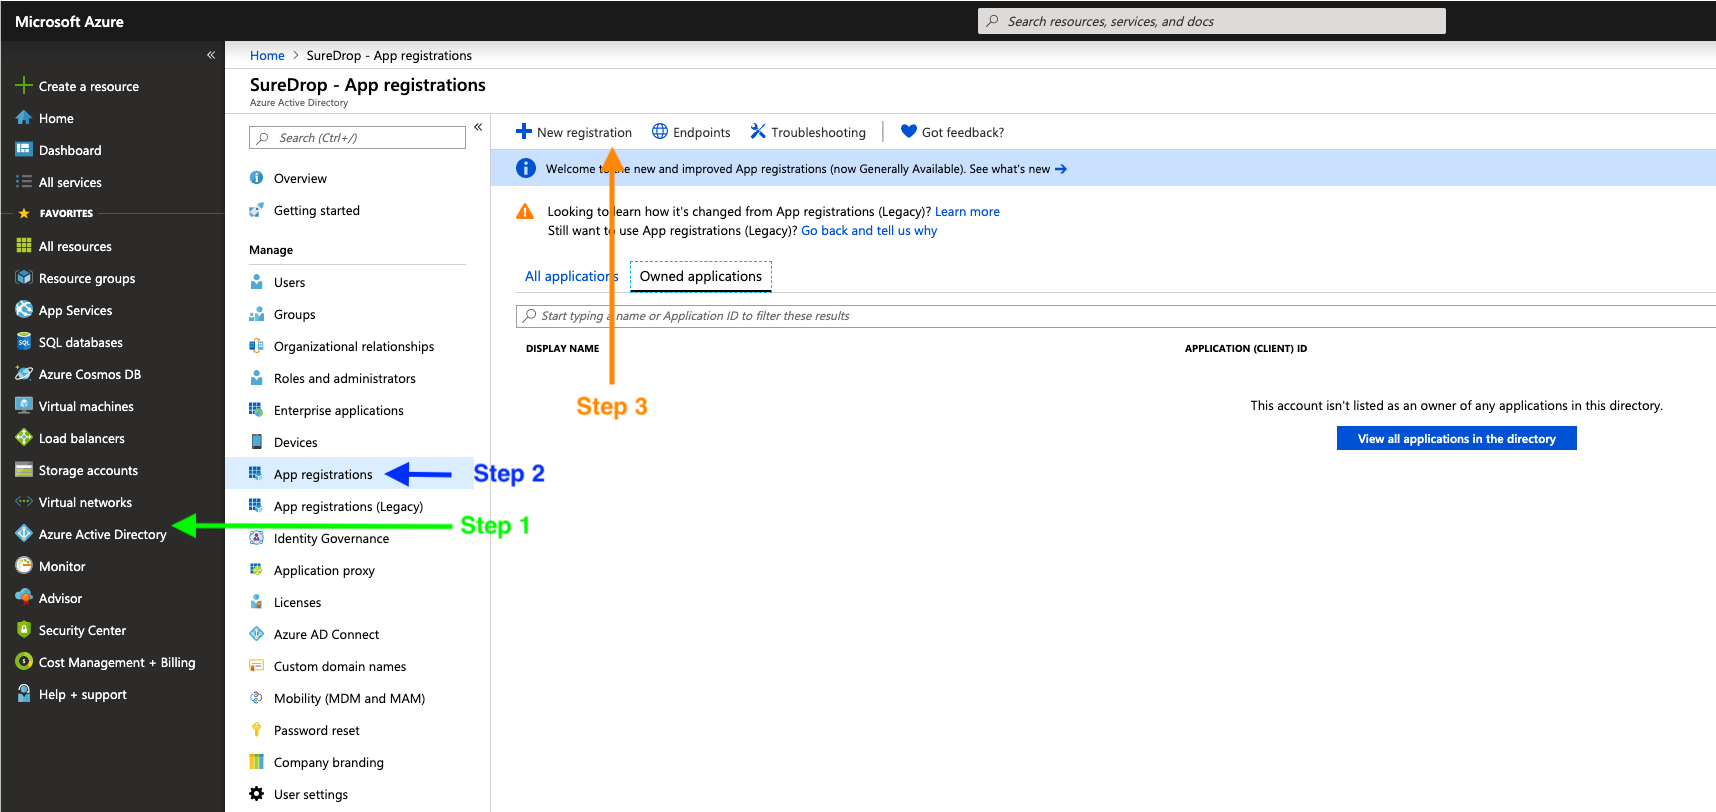 Microsoft Azure
Search resources, services, and docs
«
Create a resource
Home
Dashboard
All services
FAVORITES
All resources
Resource groups
App Services
SQL databases
Azure Cosmos DB
Virtual machines
Load balancers
Storage accounts
Virtual networks
Azure Active Directory
Monitor
Advisor
Security Center
Cost Management + Billing
Help + support
Home > SureDrop - App registrations
SureDrop - App registrations
Azure Active Directory
Search (Ctrl+/)
«
Overview
Getting started
Manage
Users
Groups
Organizational relationships
Roles and administrators
Enterprise applications
Devices
App registrations
App registrations (Legacy)
Identity Governance
Application proxy
Licenses
Azure AD Connect
Custom domain names
Mobility (MDM and MAM)
Password reset
Company branding
User settings
Step 2
Step 1
New registration
Endpoints
Troubleshooting
Got feedback?
Welcome to the new and improved App registrations (now Generally Available). See what's new →
Looking to learn how it's changed from App registrations (Legacy)? Learn more
Still want to use App registrations (Legacy)? Go back and tell us why
All applications
Owned applications
Start typing a name or Application ID to filter these results
DISPLAY NAME
APPLICATION (CLIENT) ID
Step 3
This account isn't listed as an owner of any applications in this directory.
View all applications in the directory